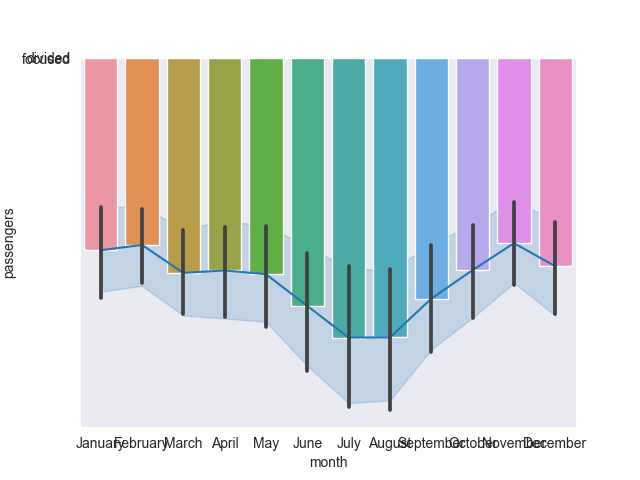 divided
focused
passengers
January February March April May June July August September October November December
month